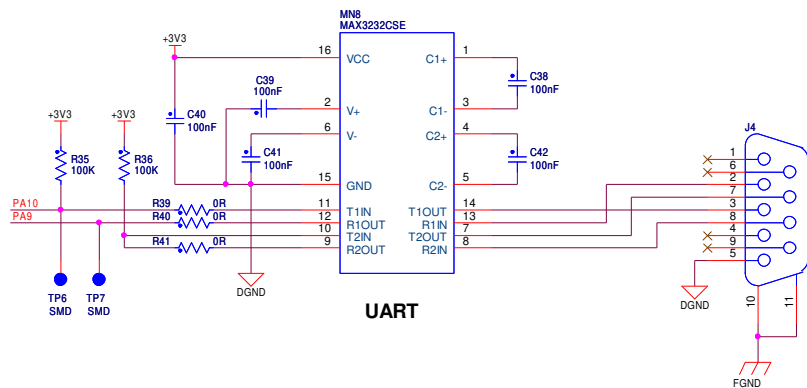 MN8
MAX3232CSE
+3V3
16
VCC
C1+
1
C39
100nF
C38
100nF
C40
100nF
2
V+
C1-
3
6
V-
C2+
4
+3V3
+3V3
C41
100nF
C42
100nF
R35
100K
R36
100K
15
GND
C2-
5
J4
1
6
2
7
3
8
4
9
5
PA10
PA9
R39
0R
11
T1IN
T1OUT
14
R40
0R
12
R1OUT
R1IN
13
10
T2IN
T2OUT
7
R41
0R
9
R2OUT
R2IN
8
TP6
SMD
TP7
SMD
DGND
UART
DGND
10
11
FGND